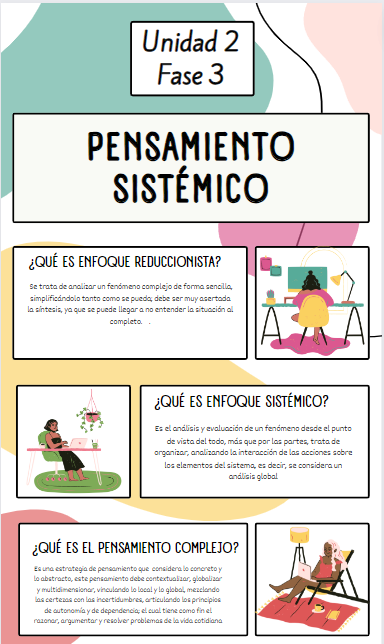 Unidad 2
Fase 3
PENSAMIENTO
SISTÉMICO
¿QUÉ ES ENFOQUE REDUCCIONISTA?
Se trata de analizar un fenómeno complejo de forma sencilla,
simplificándolo tanto como se pueda; debe ser muy asertada
la síntesis, ya que se puede llegar a no entender la situación al
completo. .
¿QUÉ ES ENFOQUE SISTÉMICO?
Es el análisis y evaluación de un fenómeno desde el punto
de vista del todo, más que por las partes, trata de
organizar, analizando la interacción de las acciones sobre
los elementos del sistema, es decir, se considera un
análisis global
¿QUÉ ES EL PENSAMIENTO COMPLEJO?
Es una estrategia de pensamiento que considera lo concreto y
lo abstracto, este pensamiento debe contextualizar, globalizar
y multidimensionar, vinculando lo local y lo global, mezclando
las certezas con las incertidumbres, articulando los principios
de autonomía y de dependencia; el cual tiene como fin el
razonar, argumentar y resolver problemas de la vida cotidiana